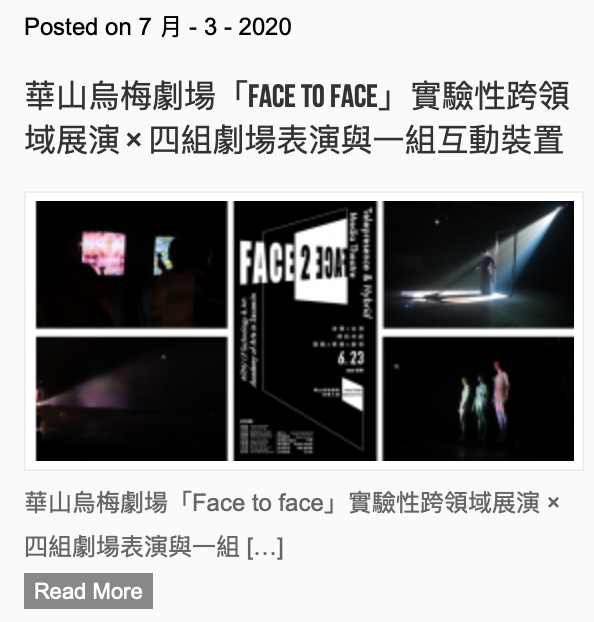 Posted on 7 月 - 3 - 2020
華山烏梅劇場「FACE TO FACE」實驗性跨領
域展演 × 四組劇場表演與一組互動裝置
FACE 2 FACE
Telepresence & Hybrid
Media Theatre
6.23
華山烏梅劇場「Face to face」實驗性跨領域展演 ×
四組劇場表演與一組 […]
Read More